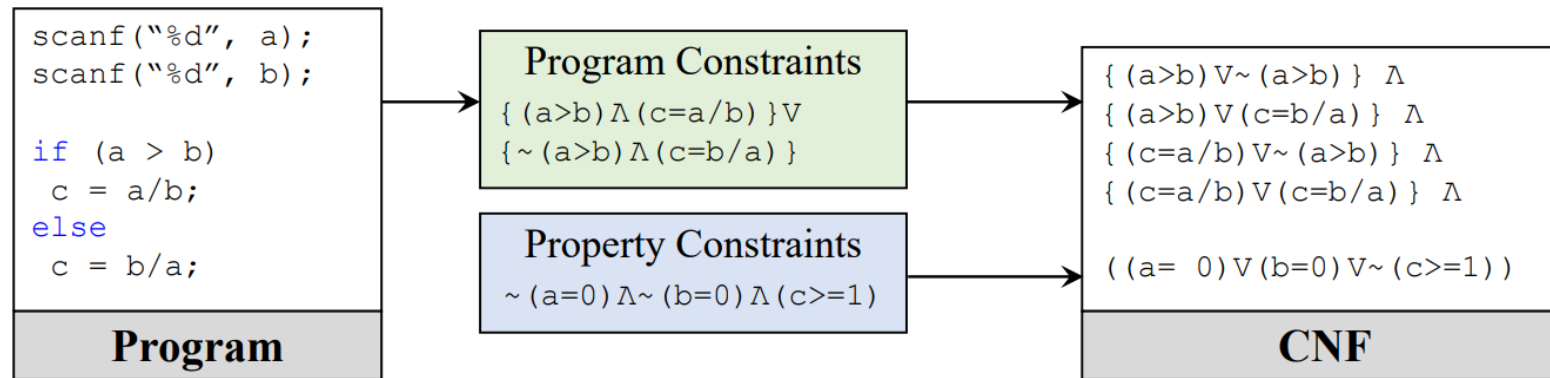 scanf(“%d”, a);
scanf(“%d”, b);
if (a > b)
c = a/b;
else
c = b/a;
Program
Program Constraints
{(a>b)Λ(c=a/b)}V
{~(a>b)Λ(c=b/a)}
Property Constraints
~(a=0)Λ~(b=0)Λ(c>=1)
{(a>b)V~(a>b)} Λ
{(a>b)V(c=b/a)} Λ
{(c=a/b)V~(a>b)} Λ
{(c=a/b)V(c=b/a)} Λ
((a= 0)V(b=0)V~(c>=1))
CNF